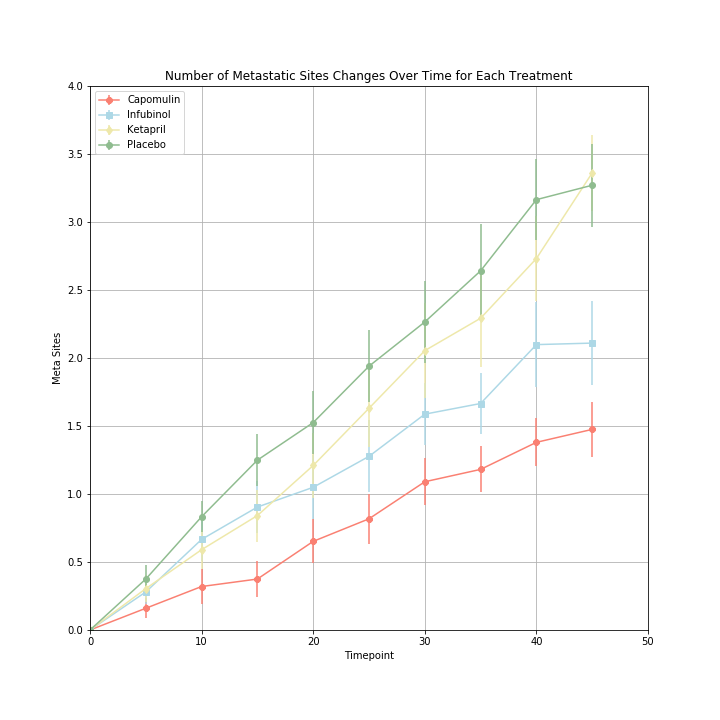 Number of Metastatic Sites Changes Over Time for Each Treatment
Capomulin
Infubinol
Ketapril
Placebo
4.0
3.5
3.0
2.5
2.0
1.5
1.0
0.5
0.0
Meta Sites
0 10 20 30 40 50
Timepoint